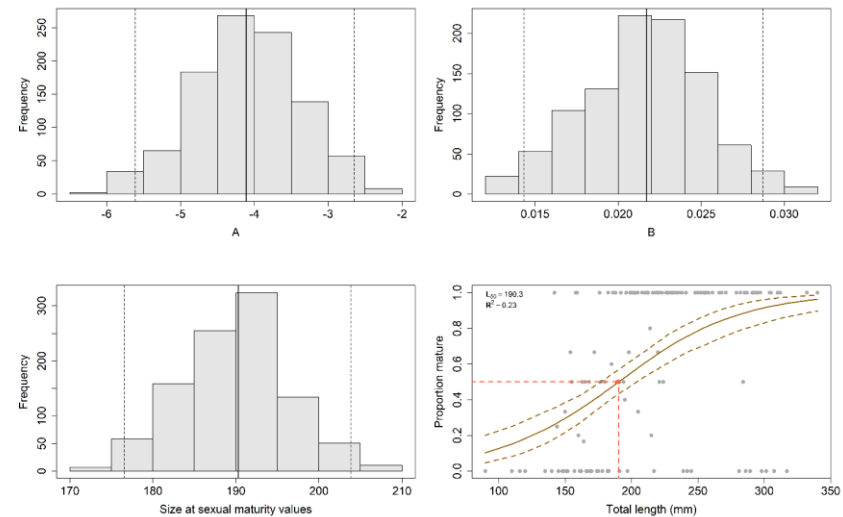 Frequency
0 50 100 150 200 250
-6 -5 -4 -3 -2
A
Frequency
0 50 100 150 200
0.015 0.020 0.025 0.030
B
Frequency
0 50 100 200 300
170 180 190 200 210
Size at sexual maturity values
Proportion mature
0.0 0.2 0.4 0.6 0.8 1.0
L50 = 190.3
R2 = 0.23
100 150 200 250 300 350
Total length (mm)